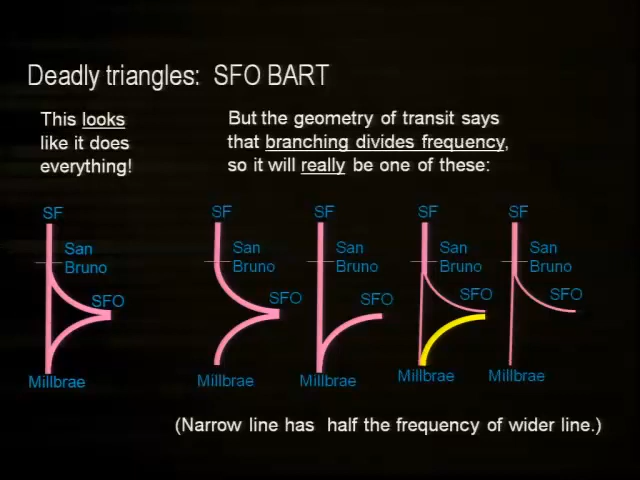 Deadly triangles:  SFO BART
This looks
like it does
everything!
But the geometry of transit says
that branching divides frequency,
so it will really be one of these:
SF
San
Bruno
SFO
Millbrae
SF
San
Bruno
SFO
Millbrae
SF
San
Bruno
SFO
Millbrae
SF
San
Bruno
SFO
Millbrae
SF
San
Bruno
SFO
Millbrae
(Narrow line has  half the frequency of wider line.)